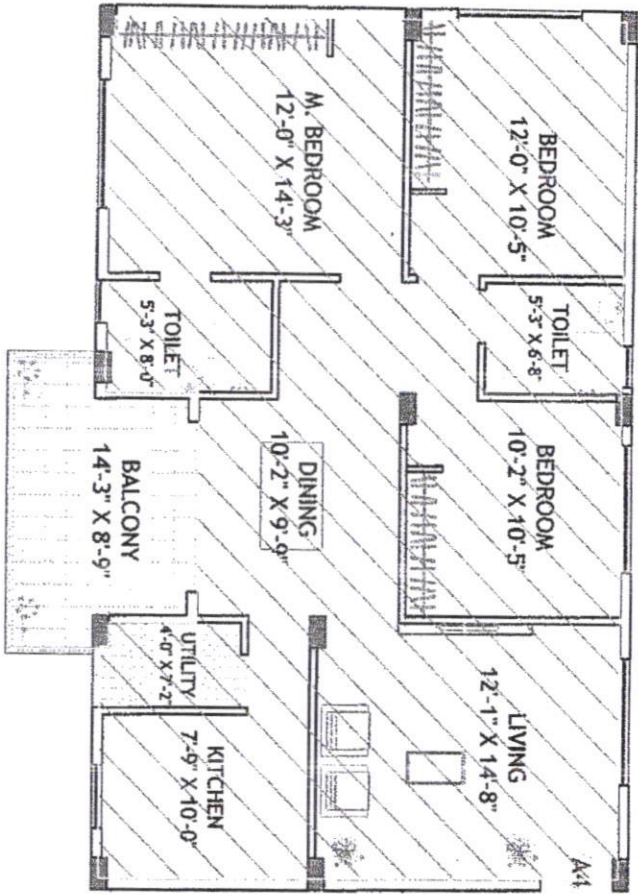 A4
LIVING
12'-1" X 14'-8"
BEDROOM
10'-2" X 10'-5"
TOILET
5'-3" X 6'-8"
BEDROOM
12'-0" X 10'-5"
KITCHEN
7'-9" X 10'-0"
UTILITY
4'-0" X 7'-2"
DINING
10'-2" X 9'-9"
BALCONY
14'-3" X 8'-9"
TOILET
5'-3" X 8'-0"
M. BEDROOM
12'-0" X 14'-3"